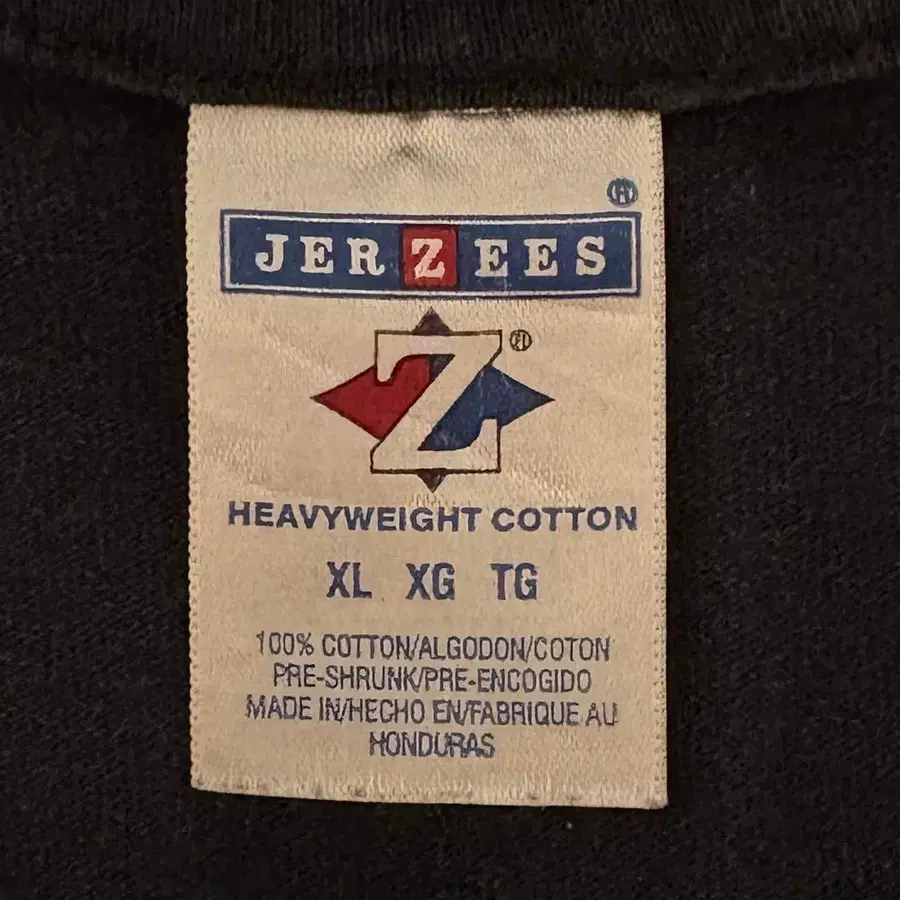 ®
JERZEES
Z ®
HEAVYWEIGHT COTTON
XL XG TG
100% COTTON/ALGODON/COTON
PRE-SHRUNK/PRE-ENCOGIDO
MADE IN/HECHO EN/FABRIQUE AU
HONDURAS